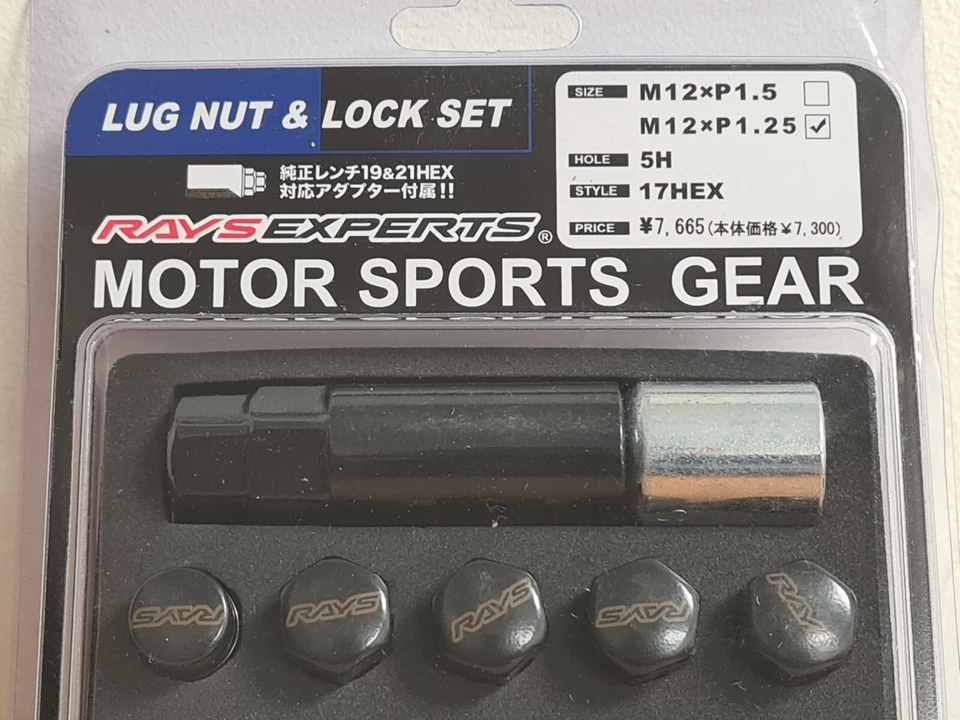 LUG NUT & LOCK SET
純正レンチ19&21HEX
対応アダプター付属!!
RAYS EXPERTS®
MOTOR SPORTS GEAR
SIZE M12×P1.5
M12×P1.25 ✓
HOLE 5H
STYLE 17HEX
PRICE ¥7,665(本体価格¥7,300)
RAYS
RAYS
RAYS
RAYS
RAYS